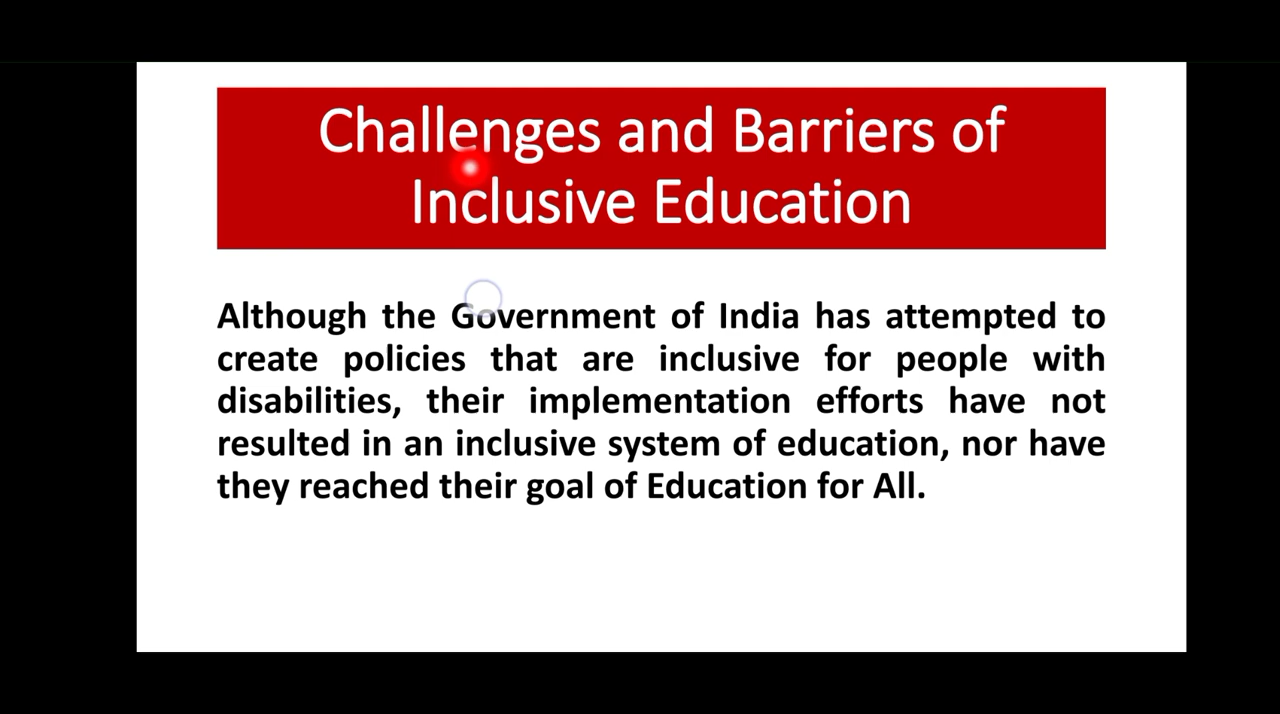 Challenges and Barriers of
Inclusive Education
Although the Government of India has attempted to
create policies that are inclusive for people with
disabilities, their implementation efforts have not
resulted in an inclusive system of education, nor have
they reached their goal of Education for All.